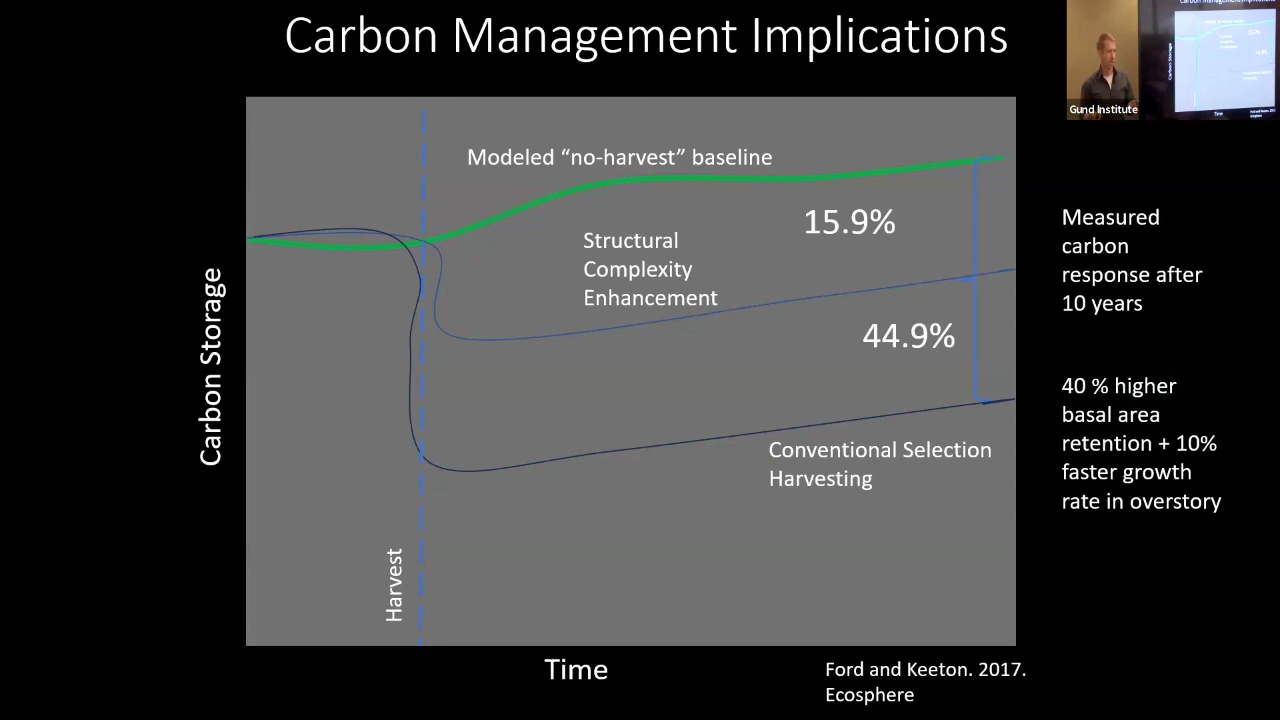 Carbon Management Implications
Gund Institute
Modeled “no-harvest” baseline
15.9%
Structural
Complexity
Enhancement
44.9%
Conventional Selection
Harvesting
Carbon Storage
Harvest
Time
Measured
carbon
response after
10 years
40 % higher
basal area
retention + 10%
faster growth
rate in overstory
Ford and Keeton. 2017.
Ecosphere